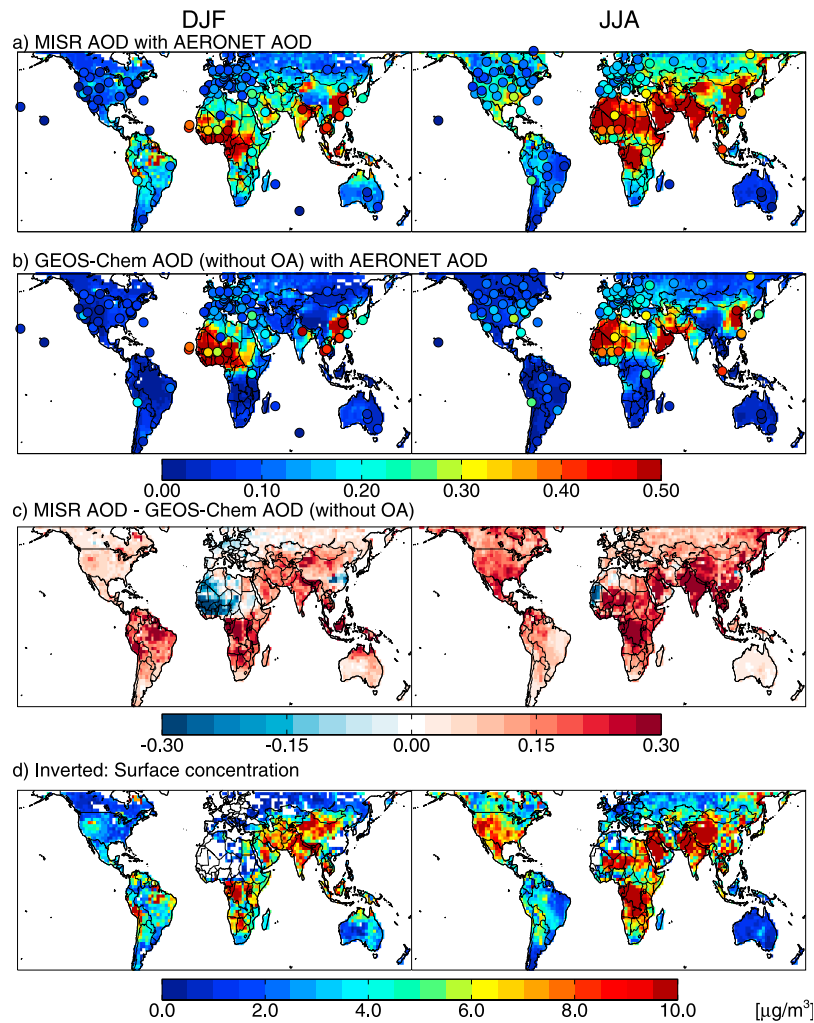 DJF JJA
a) MISR AOD with AERONET AOD
b) GEOS-Chem AOD (without OA) with AERONET AOD
0.00 0.10 0.20 0.30 0.40 0.50
c) MISR AOD - GEOS-Chem AOD (without OA)
-0.30 -0.15 0.00 0.15 0.30
d) Inverted: Surface concentration
0.0 2.0 4.0 6.0 8.0 10.0 [μg/m³]